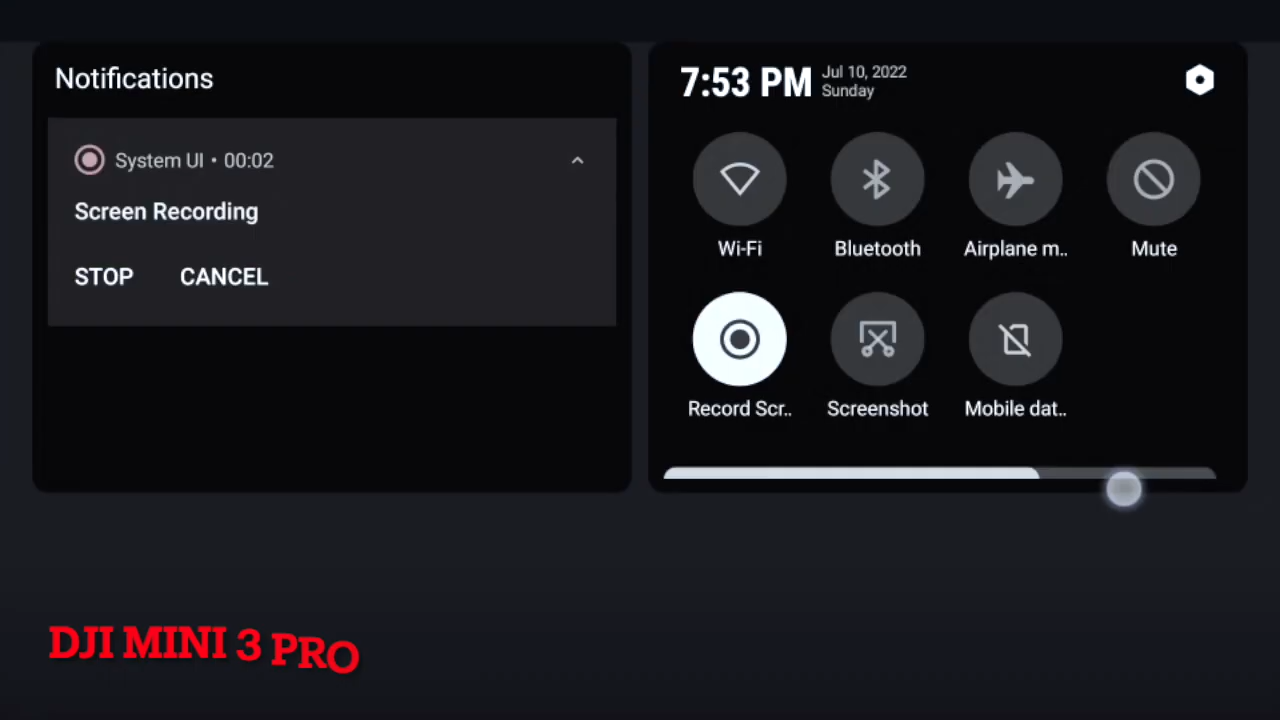 Notifications
System UI • 00:02
Screen Recording
STOP CANCEL
7:53 PM
Jul 10, 2022
Sunday
Wi-Fi
Bluetooth
Airplane m..
Mute
Record Scr..
Screenshot
Mobile dat..
DJI MINI 3 PRO